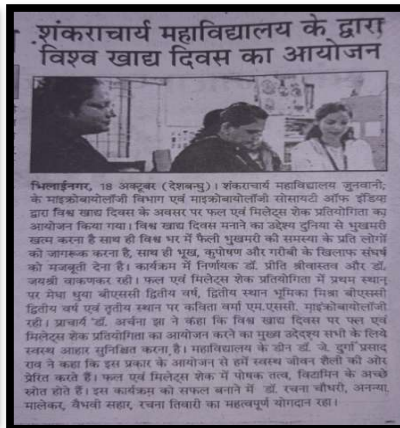 शंकराचार्य महाविद्यालय के द्वारा
विश्व खाद्य दिवस का आयोजन
भिलाईनगर, 18 अक्टूबर (देशबन्धु)। शंकराचार्य महाविद्यालय जुनवानी;
के माइक्रोबायोलॉजी विभाग एवं माइक्रोबायोलॉजी सोसायटी ऑफ इंडिया
द्वारा विश्व खाद्य दिवस के अवसर पर फल एवं मिलेट्स शेक प्रतियोगिता का
आयोजन किया गया। विश्व खाद्य दिवस मनाने का उद्देश्य दुनिया से भुखमरी
खत्म करना है साथ ही विश्व भर में फैली भुखमरी की समस्या के प्रति लोगों
को जागरूक करना है, साथ ही भूख, कुपोषण और गरीबी के खिलाफ संघर्ष
को मजबूती देना है। कार्यक्रम में निर्णायक डॉ. प्रीति श्रीवास्तव और डॉ.
जयश्री वाकणकर रही। फल एवं मिलेट्स शेक प्रतियोगिता में प्रथम स्थान
पर मेघा धुया बीएससी द्वितीय वर्ष, द्वितीय स्थान भूमिका मिश्रा बीएससी
द्वितीय वर्ष एवं तृतीय स्थान पर कविता वर्मा एम.एससी. माइक्रोबायोलॉजी
रही। प्राचार्य डॉ. अर्चना झा ने कहा कि विश्व खाद्य दिवस पर फल एवं
मिलेट्स शेक प्रतियोगिता का आयोजन करने का मुख्य उदेदश्य सभी के लिये
स्वस्थ आहार सुनिश्चित करना है। महाविद्यालय के डीन डॉ. जे. दुर्गा प्रसाद
राव ने कहा कि इस प्रकार के आयोजन से हमें स्वस्थ जीवन शैली की ओर
प्रेरित करते हैं। फल एवं मिलेट्स शेक में पोषक तत्व, विद्यमिन के अच्छे
स्रोत होते हैं। इस कार्यक्रम को सफल बनाने में डॉ. रचना चौधरी, अनन्या
मालेकर, वैभवी सहार, रचना तिवारी का महत्वपूर्ण योगदान रहा।